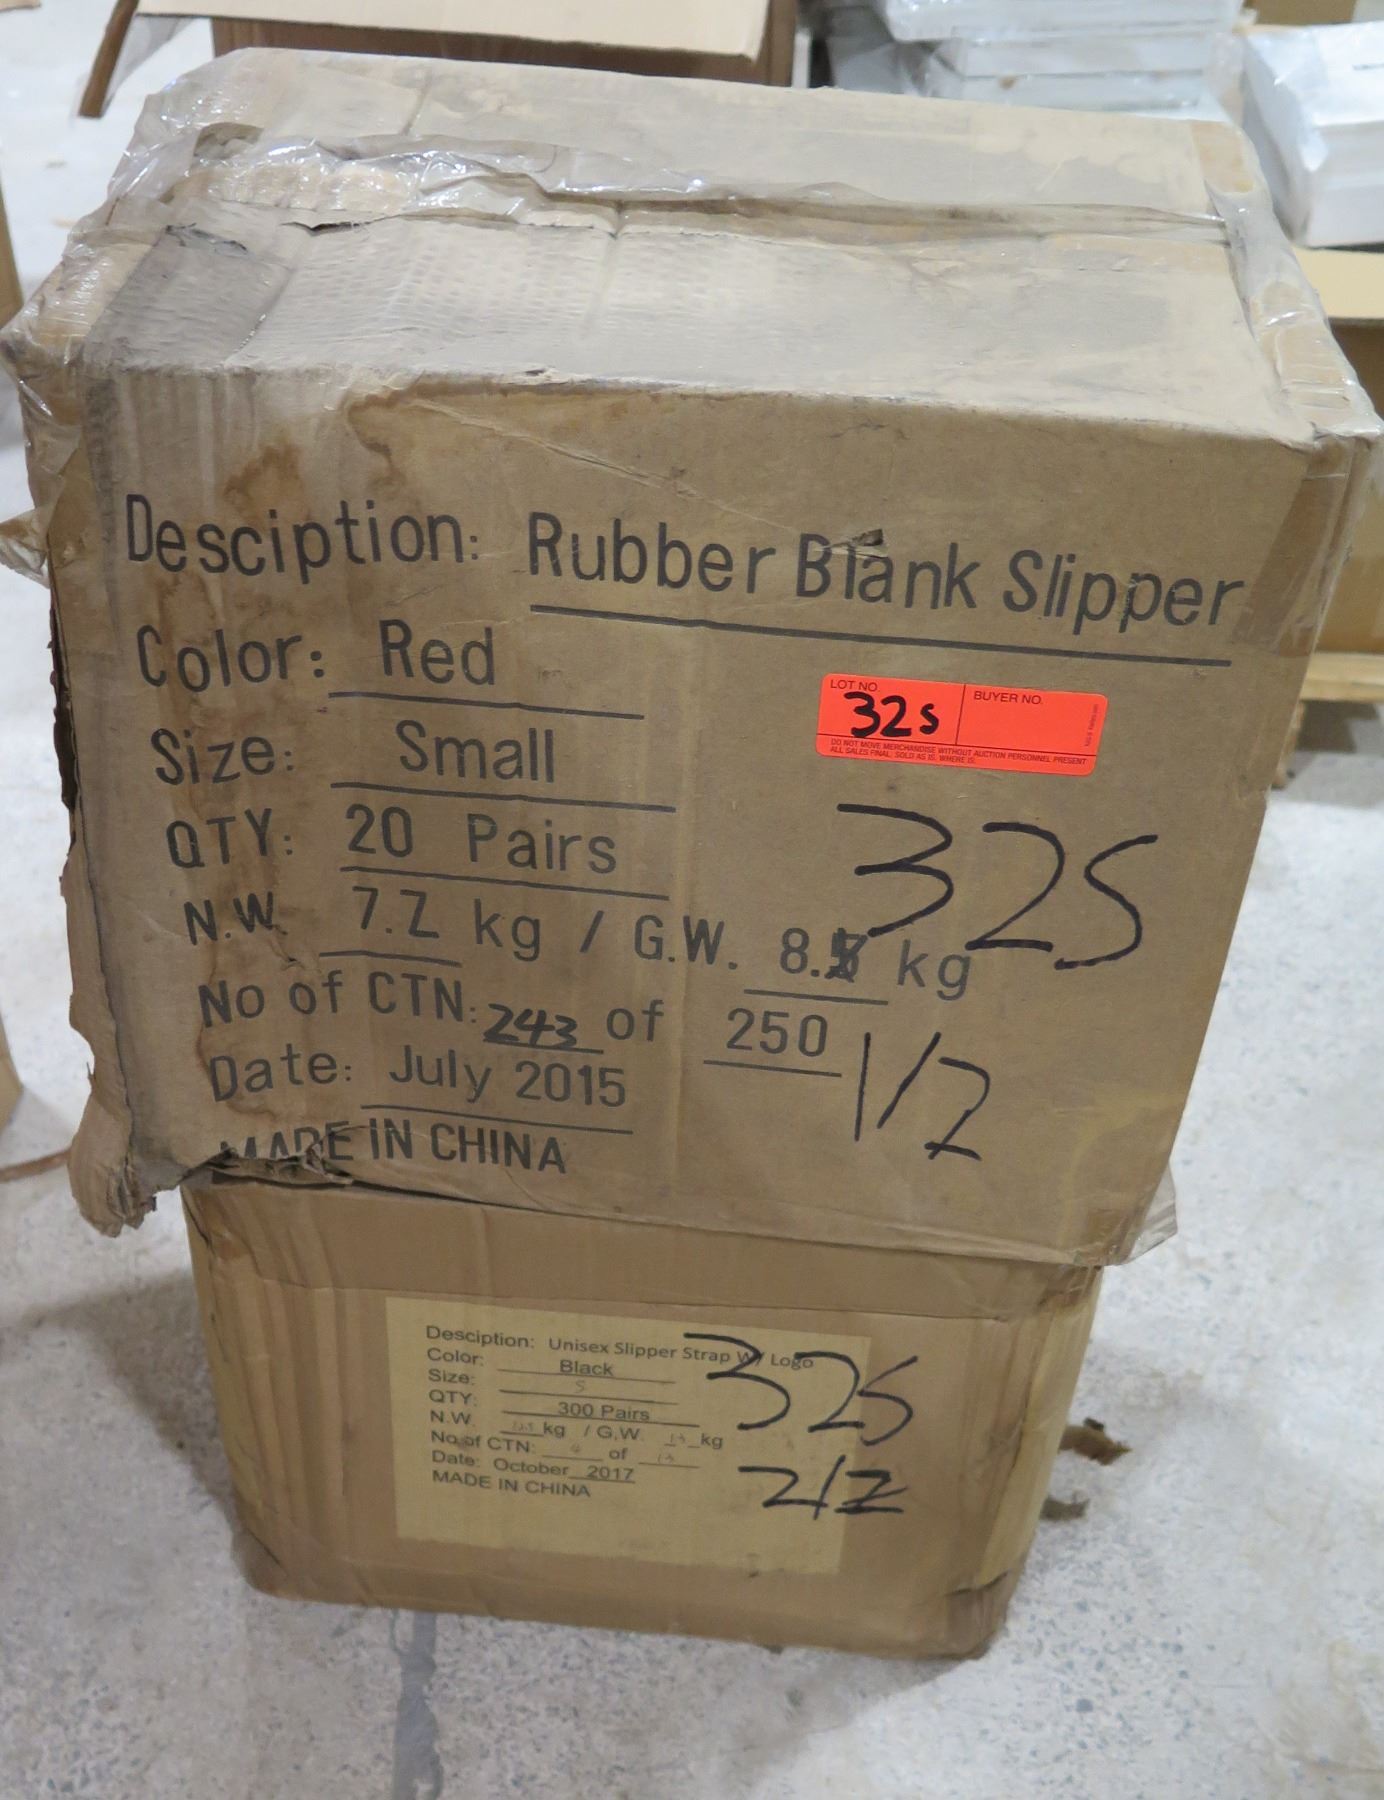 Desciption: Rubber Blank Slipper
Color: Red
Size: Small
QTY: 20 Pairs
N.W. 7.2 kg / G.W. 8. kg
No of CTN: 243 of 250
Date: July 2015
MADE IN CHINA
LOT NO.
32s
BUYER NO.
DO NOT MOVE MERCHANDISE WITHOUT AUCTION PERSONNEL PRESENT
ALL SALES FINAL, SOLD AS IS, WHERE IS.
32S
1/2
Desciption: Unisex Slipper Strap W/ Logo
Color: Black
Size: S
QTY: 300 Pairs
N.W. kg / G.W. kg
No of CTN: of
Date: October 2017
MADE IN CHINA
32S
2/2